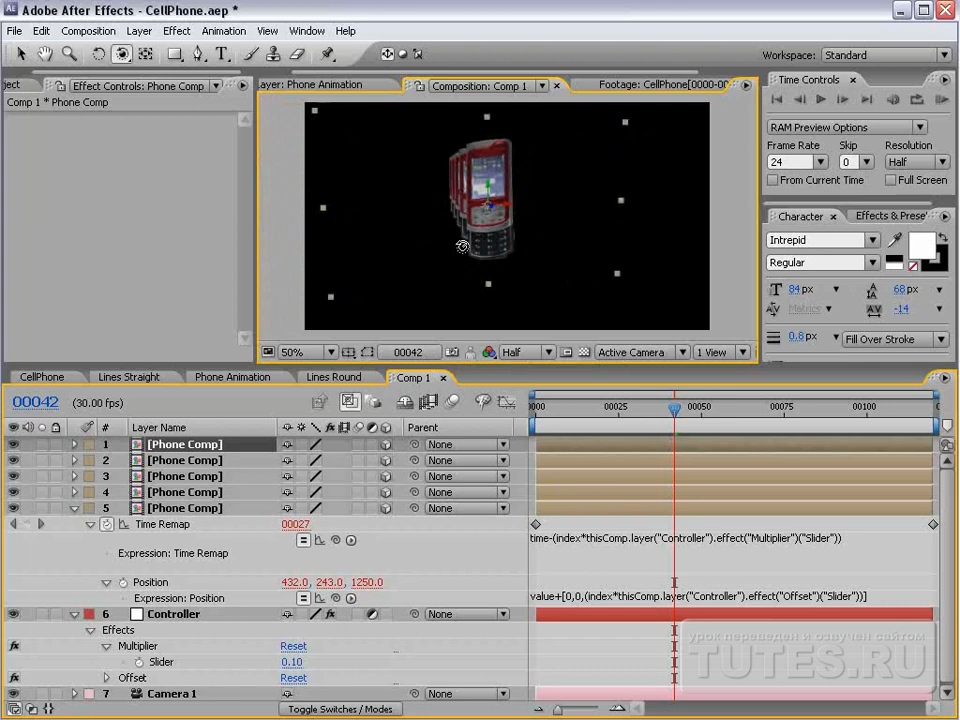 Adobe After Effects - CellPhone.aep *
File Edit Composition Layer Effect Animation View Window Help
Workspace: Standard
ject Effect Controls: Phone Comp
Comp 1 * Phone Comp
Layer: Phone Animation Composition: Comp 1 Footage: CellPhone[0000-00
50% 00042 Half Active Camera 1 View
Time Controls
RAM Preview Options
Frame Rate Skip Resolution
24 0 Half
From Current Time Full Screen
Character Effects & Prese
Intrepid
Regular
84 px 68 px
Metrics -14
0.8 px Fill Over Stroke
CellPhone Lines Straight Phone Animation Lines Round Comp 1
00042 (30.00 fps)
0000 00025 00050 00075 00100
# Layer Name Parent
1 [Phone Comp] None
2 [Phone Comp] None
3 [Phone Comp] None
4 [Phone Comp] None
5 [Phone Comp] None
Time Remap 00027
Expression: Time Remap time-(index*thisComp.layer("Controller").effect("Multiplier")("Slider"))
Position 432.0, 243.0, 1250.0
Expression: Position value+[0,0,(index*thisComp.layer("Controller").effect("Offset")("Slider"))]
6 Controller None
Effects
Multiplier Reset
Slider 0.10
Offset Reset
7 Camera 1 None
Toggle Switches / Modes
урок переведен и озвучен сайтом
TUTES.RU